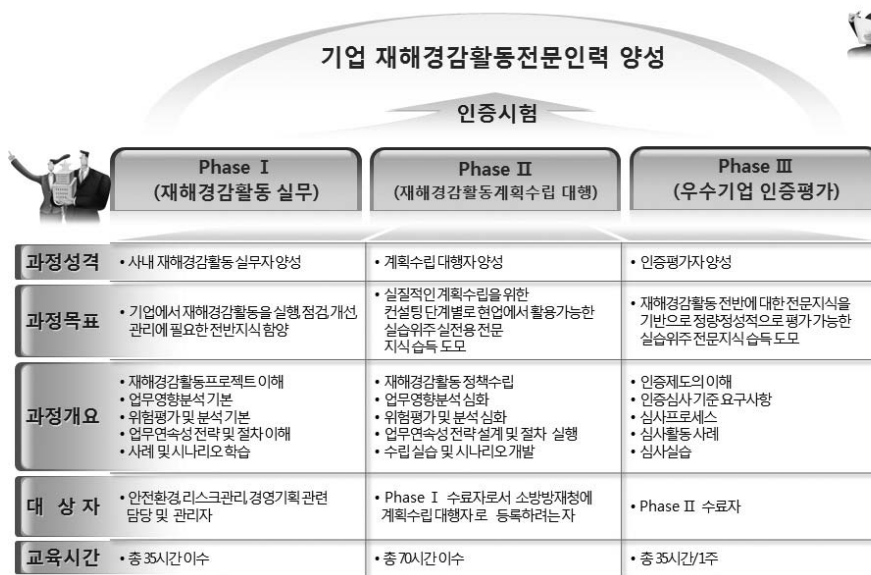 기업 재해경감활동전문인력 양성
인증시험
Phase Ⅰ
(재해경감활동 실무)
Phase Ⅱ
(재해경감활동계획수립 대행)
Phase Ⅲ
(우수기업 인증평가)
과정성격
• 사내 재해경감활동 실무자 양성
• 계획수립 대행자 양성
• 인증평가자 양성
과정목표
• 기업에서 재해경감활동을 실행, 점검, 개선,
관리에 필요한 전반지식 함양
• 실질적인 계획수립을 위한
컨설팅 단계별로 현업에서 활용가능한
실습위주 실전용 전문
지식 습득 도모
• 재해경감활동 전반에 대한 전문지식을
기반으로 정량정성적으로 평가 가능한
실습위주 전문지식 습득 도모
과정개요
• 재해경감활동프로젝트 이해
• 업무영향분석 기본
• 위험평가 및 분석 기본
• 업무연속성 전략 및 절차 이해
• 사례 및 시나리오 학습
• 재해경감활동 정책수립
• 업무영향분석 심화
• 위험평가 및 분석 심화
• 업무연속성 전략 설계 및 절차 실행
• 수립 실습 및 시나리오 개발
• 인증제도의 이해
• 인증심사 기준 요구사항
• 심사프로세스
• 심사활동 사례
• 심사실습
대 상 자
• 안전환경, 리스크관리, 경영기획 관련
담당 및 관리자
• Phase Ⅰ 수료자로서 소방방재청에
계획수립 대행자로 등록하려는 자
• Phase Ⅱ 수료자
교육시간
• 총 35시간 이수
• 총 70시간 이수
• 총 35시간/1주